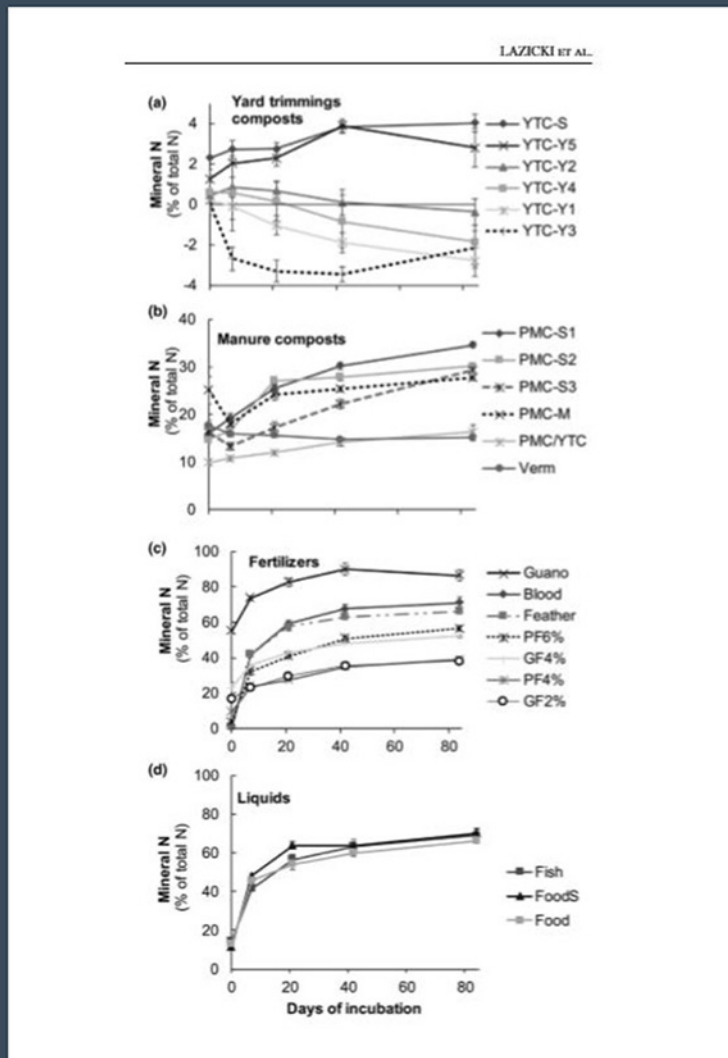 LAZICKI ET AL.
(a)
Yard trimmings
composts
Mineral N
(% of total N)
4
2
0
-2
-4
YTC-S
YTC-Y5
YTC-Y2
YTC-Y4
YTC-Y1
YTC-Y3
(b)
Manure composts
Mineral N
(% of total N)
40
30
20
10
0
PMC-S1
PMC-S2
PMC-S3
PMC-M
PMC/YTC
Verm
(c)
Fertilizers
Mineral N
(% of total N)
100
80
60
40
20
0
0 20 40 60 80
Guano
Blood
Feather
PF6%
GF4%
PF4%
GF2%
(d)
Liquids
Mineral N
(% of total N)
100
80
60
40
20
0
0 20 40 60 80
Days of incubation
Fish
FoodS
Food